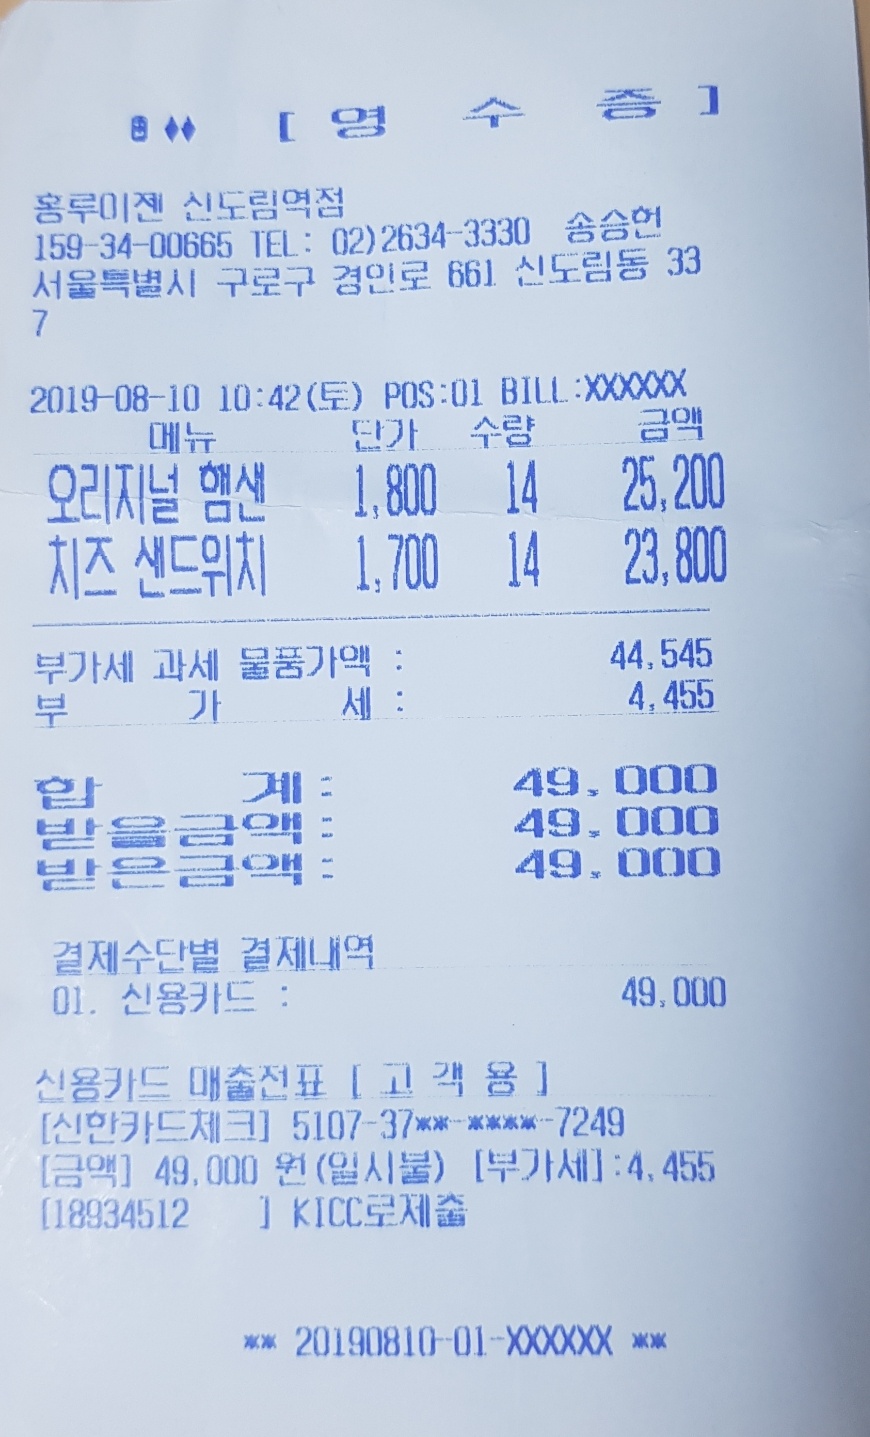 [ 영 수 증 ]
홍루이젠 신도림역점
159-34-00665 TEL: 02)2634-3330 송승헌
서울특별시 구로구 경인로 661 신도림동 33
7
2019-08-10 10:42(토) POS:01 BILL:XXXXXX
메뉴 단가 수량 금액
오리지널 햄샌 1,800 14 25,200
치즈 샌드위치 1,700 14 23,800
부가세 과세 물품가액 : 44,545
부 가 세 : 4,455
합 계 : 49,000
받을금액 : 49,000
받은금액 : 49,000
결제수단별 결제내역
01. 신용카드 : 49,000
신용카드 매출전표 [ 고 객 용 ]
[신한카드체크] 5107-37**-****-7249
[금액] 49,000 원(일시불) [부가세]:4,455
[18934512 ] KICC로제출
** 20190810-01-XXXXXX **